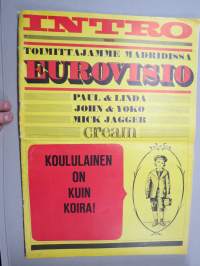 INTRO
TOIMITTAJAMME MADRIDISSA
EUROVISIO
PAUL & LINDA
JOHN & YOKO
MICK JAGGER
cream
KOULULAINEN
ON
KUIN
KOIRA!